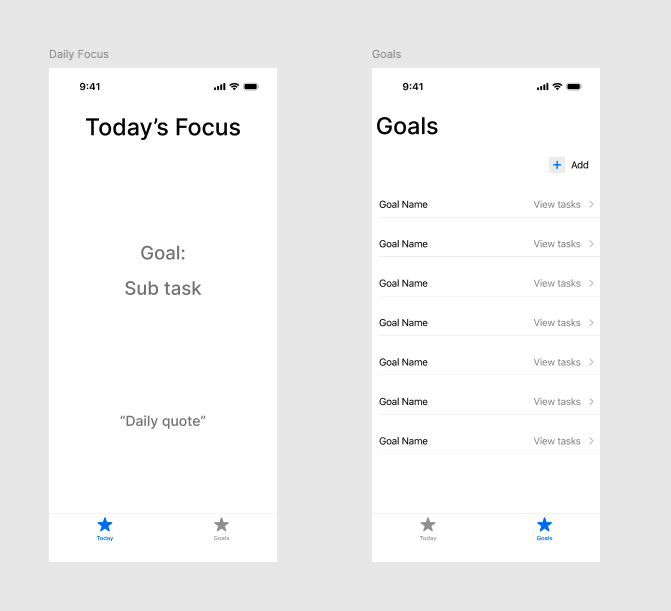 Daily Focus
9:41
Today’s Focus
Goal:
Sub task
“Daily quote”
Today
Goals
Goals
9:41
Goals
Add
Goal Name View tasks
Goal Name View tasks
Goal Name View tasks
Goal Name View tasks
Goal Name View tasks
Goal Name View tasks
Goal Name View tasks
Today
Goals